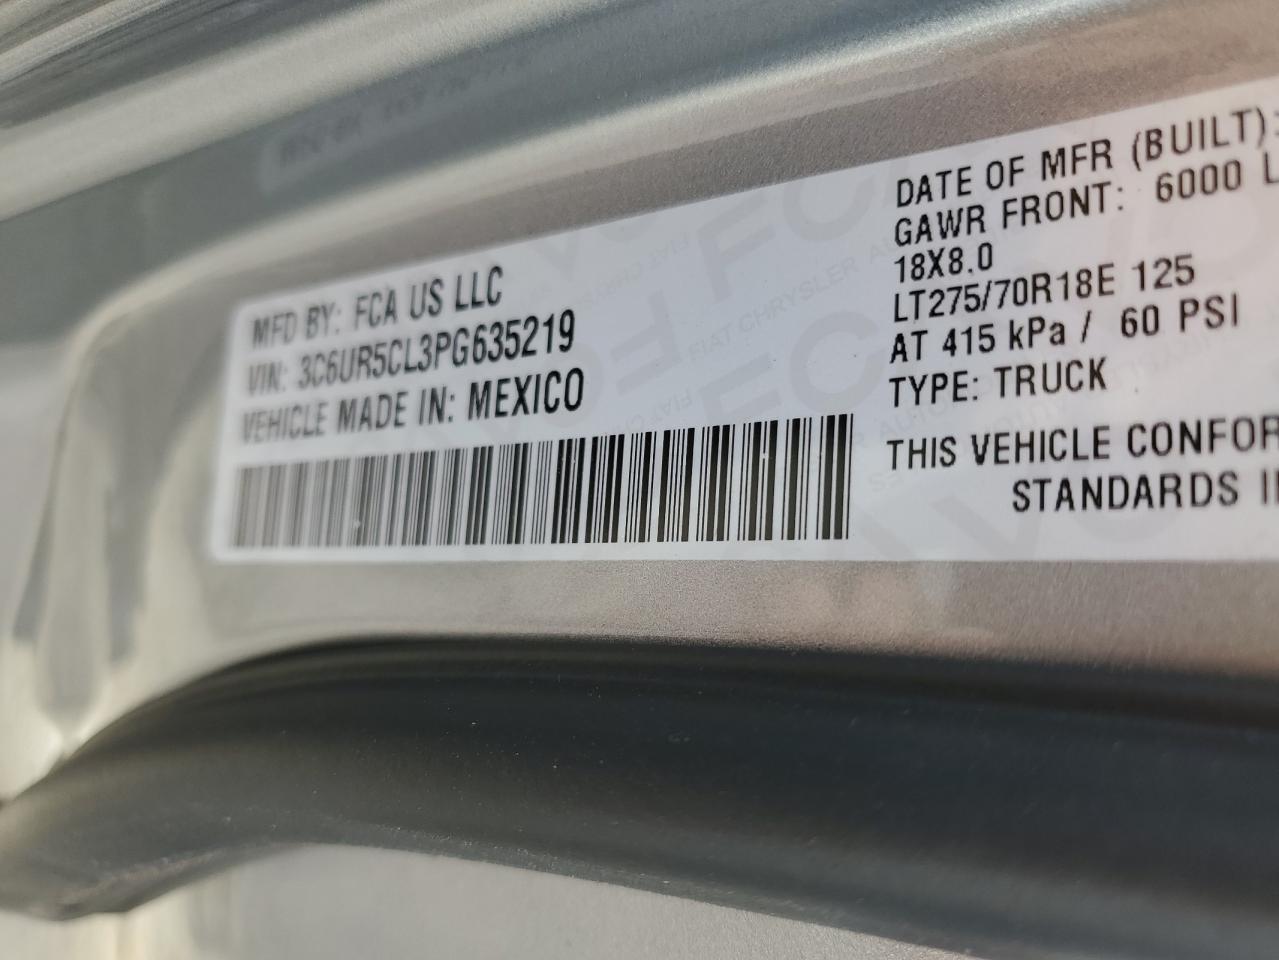 MFD BY: FCA US LLC
VIN: 3C6UR5CL3PG635219
VEHICLE MADE IN: MEXICO
DATE OF MFR (BUILT):
GAWR FRONT: 6000 L
18X8.0
LT275/70R18E 125
AT 415 kPa / 60 PSI
TYPE: TRUCK
THIS VEHICLE CONFOR
STANDARDS I